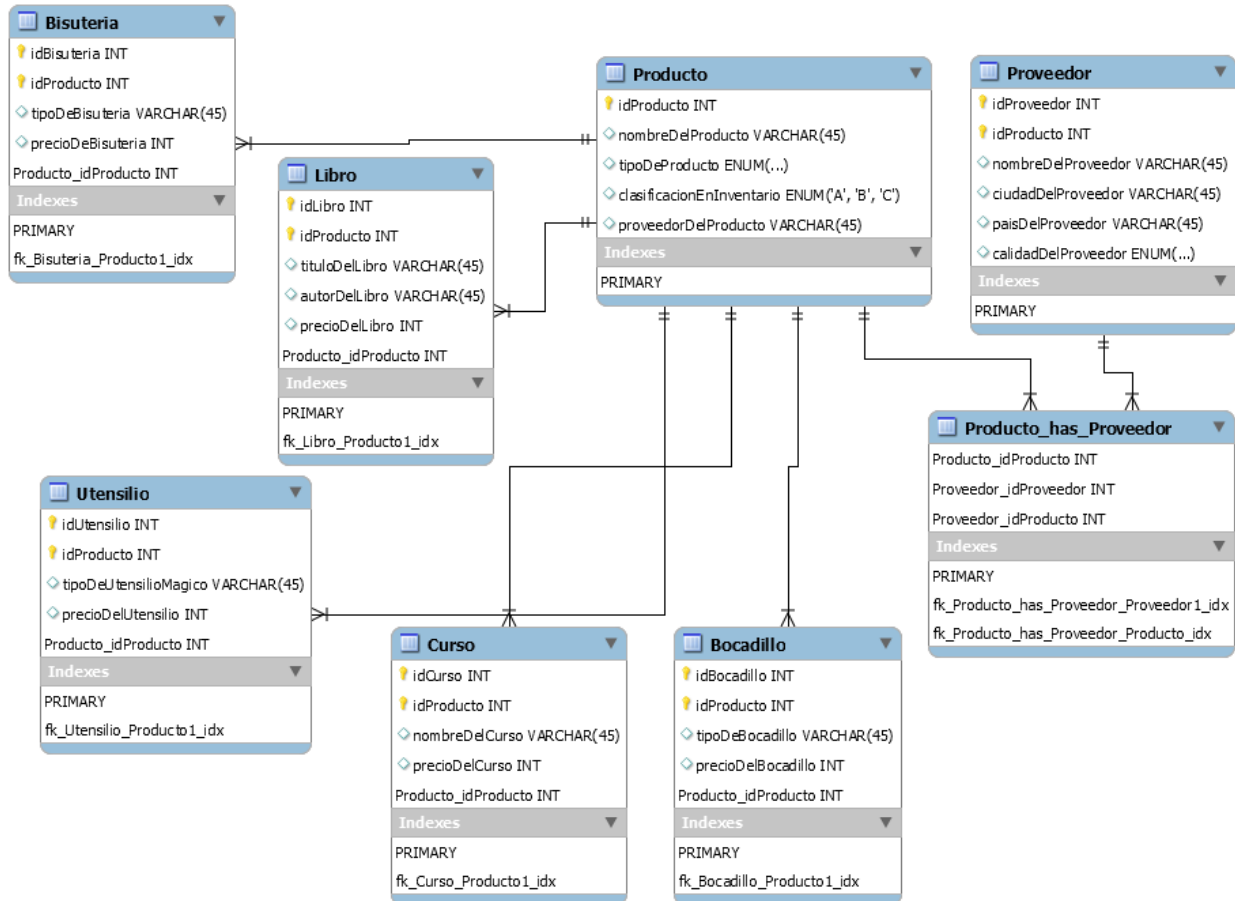 Bisuteria
idBisuteria INT
idProducto INT
tipoDeBisuteria VARCHAR(45)
precioDeBisuteria INT
Producto_idProducto INT
Indexes
PRIMARY
fk_Bisuteria_Producto1_idx
Libro
idLibro INT
idProducto INT
tituloDelLibro VARCHAR(45)
autorDelLibro VARCHAR(45)
precioDelLibro INT
Producto_idProducto INT
Indexes
PRIMARY
fk_Libro_Producto1_idx
Producto
idProducto INT
nombreDelProducto VARCHAR(45)
tipoDeProducto ENUM(...)
clasificacionEnInventario ENUM('A', 'B', 'C')
proveedorDelProducto VARCHAR(45)
Indexes
PRIMARY
Proveedor
idProveedor INT
idProducto INT
nombreDelProveedor VARCHAR(45)
ciudadDelProveedor VARCHAR(45)
paisDelProveedor VARCHAR(45)
calidadDelProveedor ENUM(...)
Indexes
PRIMARY
Producto_has_Proveedor
Producto_idProducto INT
Proveedor_idProveedor INT
Proveedor_idProducto INT
Indexes
PRIMARY
fk_Producto_has_Proveedor_Proveedor1_idx
fk_Producto_has_Proveedor_Producto_idx
Utensilio
idUtensilio INT
idProducto INT
tipoDeUtensilioMagico VARCHAR(45)
precioDelUtensilio INT
Producto_idProducto INT
Indexes
PRIMARY
fk_Utensilio_Producto1_idx
Curso
idCurso INT
idProducto INT
nombreDelCurso VARCHAR(45)
precioDelCurso INT
Producto_idProducto INT
Indexes
PRIMARY
fk_Curso_Producto1_idx
Bocadillo
idBocadillo INT
idProducto INT
tipoDeBocadillo VARCHAR(45)
precioDelBocadillo INT
Producto_idProducto INT
Indexes
PRIMARY
fk_Bocadillo_Producto1_idx